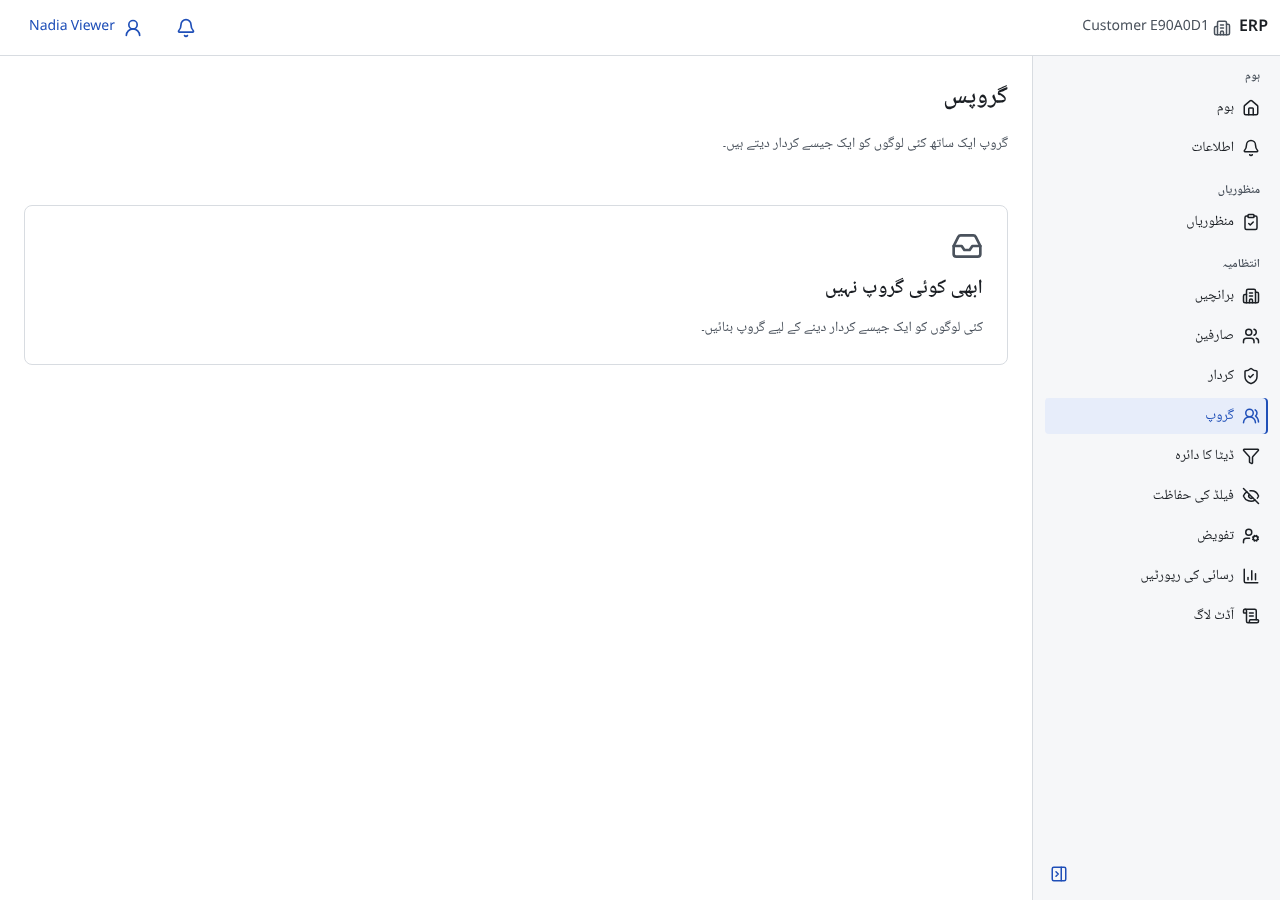 ERP
Customer E90A0D1
Nadia Viewer
ہوم
ہوم
اطلاعات
منظوریاں
منظوریاں
انتظامیہ
برانچیں
صارفین
کردار
گروپ
ڈیٹا کا دائرہ
فیلڈ کی حفاظت
تفویض
رسائی کی رپورٹیں
آڈٹ لاگ
گروپس
گروپ ایک ساتھ کئی لوگوں کو ایک جیسے کردار دیتے ہیں۔
ابھی کوئی گروپ نہیں
کئی لوگوں کو ایک جیسے کردار دینے کے لیے گروپ بنائیں۔